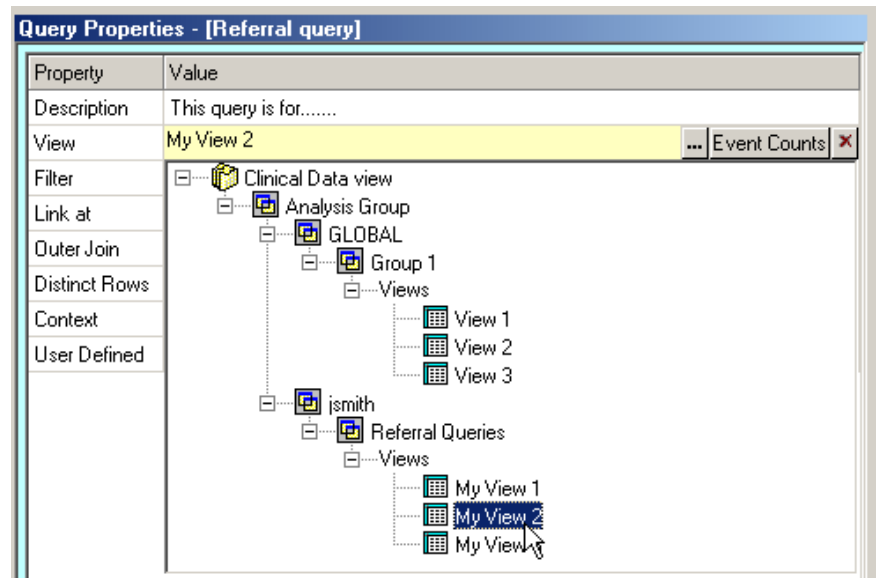 Query Properties - [Referral query]
Property Value
Description This query is for.......
View My View 2 ... Event Counts
Filter Clinical Data view
Link at Analysis Group
Outer Join GLOBAL
Distinct Rows Group 1
Views
Context View 1
User Defined View 2
View 3
jsmith
Referral Queries
Views
My View 1
My View 2
My View